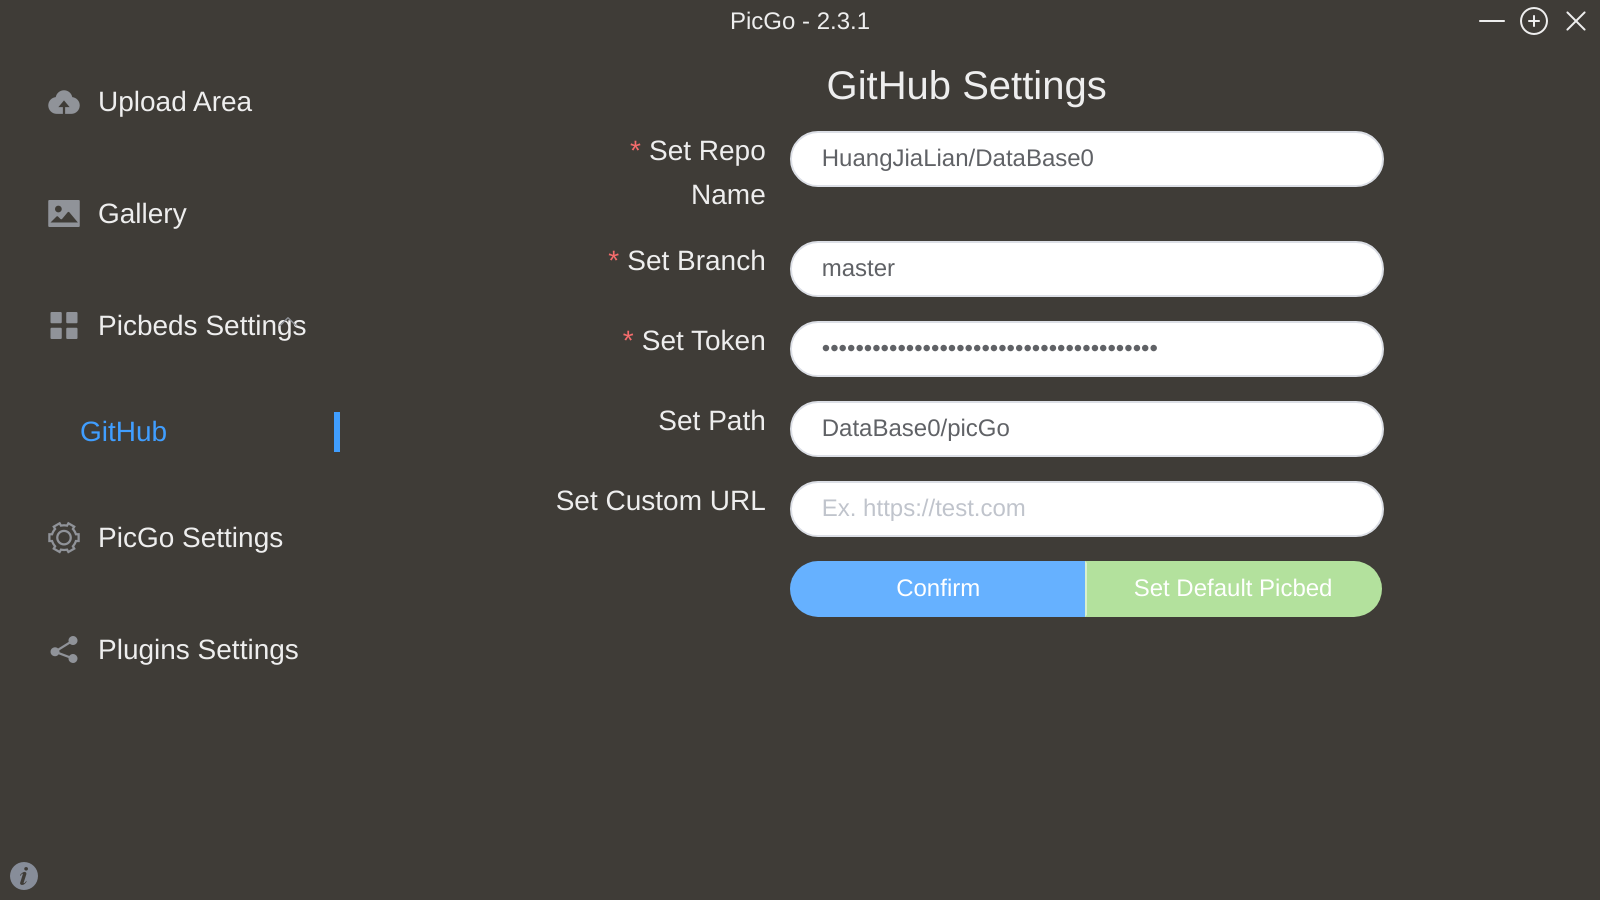 PicGo - 2.3.1
Upload Area
Gallery
Picbeds Settings
GitHub
PicGo Settings
Plugins Settings
GitHub Settings
* Set Repo
Name
HuangJiaLian/DataBase0
* Set Branch
master
* Set Token
••••••••••••••••••••••••••••••••••••••••
Set Path
DataBase0/picGo
Set Custom URL
Ex. https://test.com
Confirm
Set Default Picbed